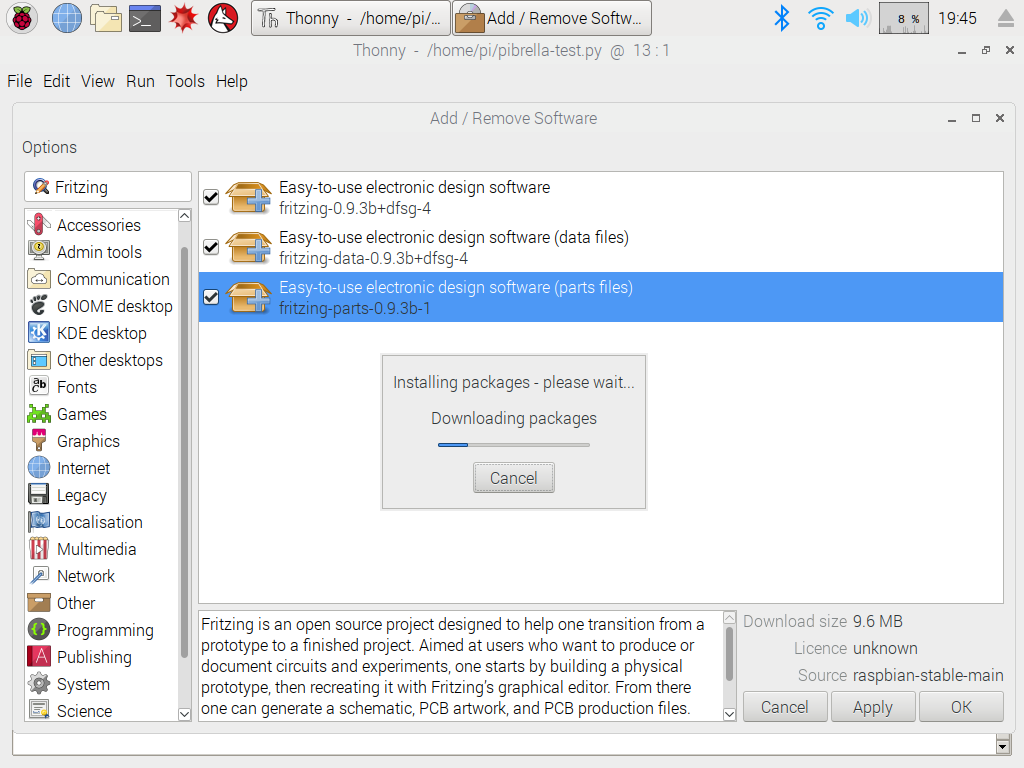 Thonny - /home/pi/...
Add / Remove Softw...
8 %
19:45
Thonny - /home/pi/pibrella-test.py @ 13 : 1
File Edit View Run Tools Help
Add / Remove Software
Options
Fritzing
Accessories
Admin tools
Communication
GNOME desktop
KDE desktop
Other desktops
Fonts
Games
Graphics
Internet
Legacy
Localisation
Multimedia
Network
Other
Programming
Publishing
System
Science
Easy-to-use electronic design software
fritzing-0.9.3b+dfsg-4
Easy-to-use electronic design software (data files)
fritzing-data-0.9.3b+dfsg-4
Easy-to-use electronic design software (parts files)
fritzing-parts-0.9.3b-1
Installing packages - please wait...
Downloading packages
Cancel
Fritzing is an open source project designed to help one transition from a
prototype to a finished project. Aimed at users who want to produce or
document circuits and experiments, one starts by building a physical
prototype, then recreating it with Fritzing's graphical editor. From there
one can generate a schematic, PCB artwork, and PCB production files.
Download size 9.6 MB
Licence unknown
Source raspbian-stable-main
Cancel Apply OK